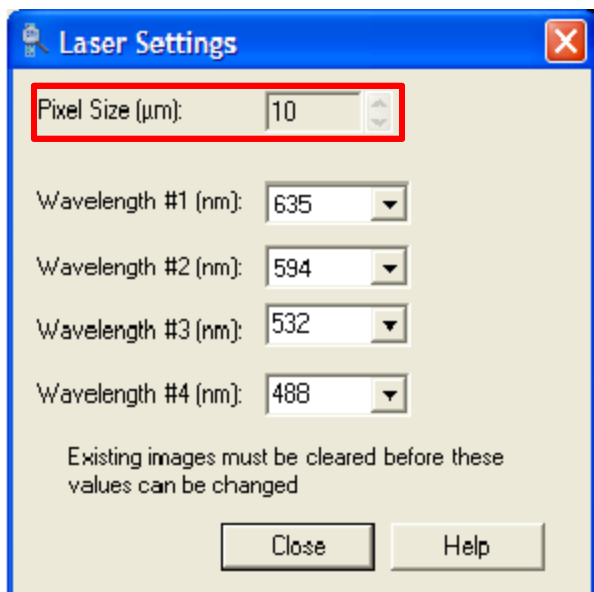 Laser Settings
Pixel Size (µm): 10
Wavelength #1 (nm): 635
Wavelength #2 (nm): 594
Wavelength #3 (nm): 532
Wavelength #4 (nm): 488
Existing images must be cleared before these
values can be changed
Close Help